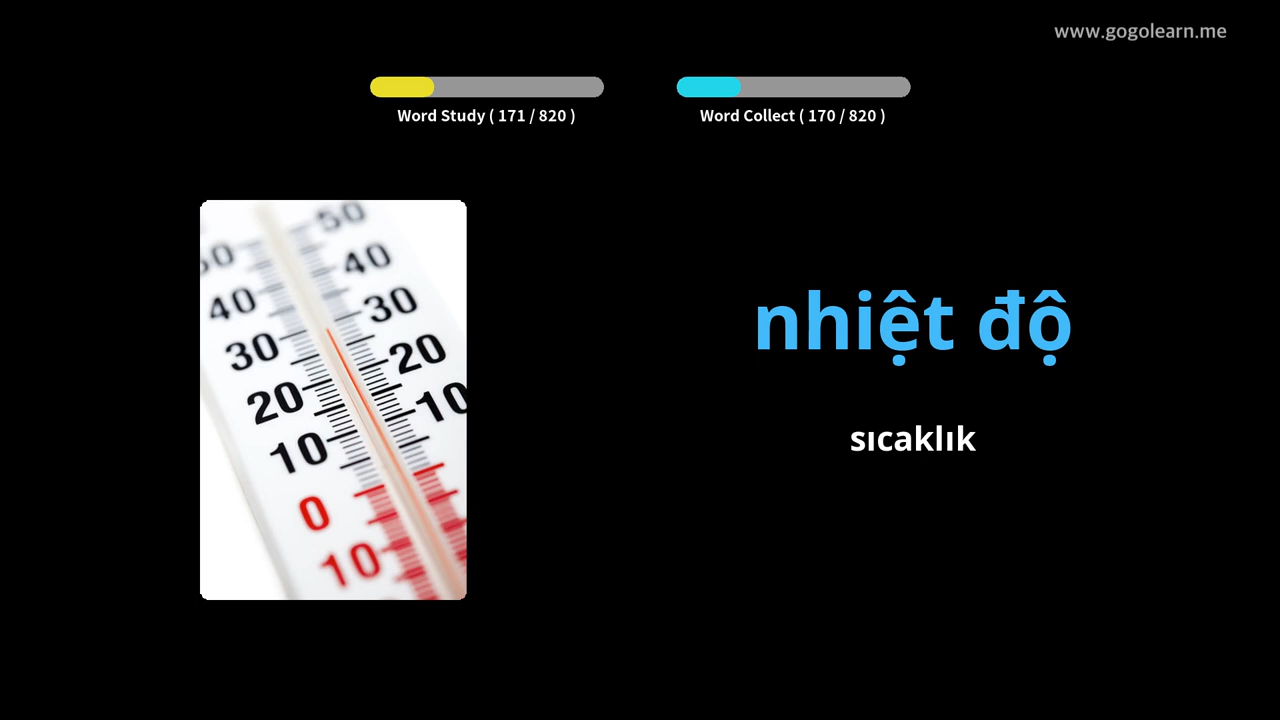 www.gogolearn.me
Word Study ( 171 / 820 )
Word Collect ( 170 / 820 )
50
50
40
40
30
30
20
20
10
10
0
10
nhiệt độ
sıcaklık